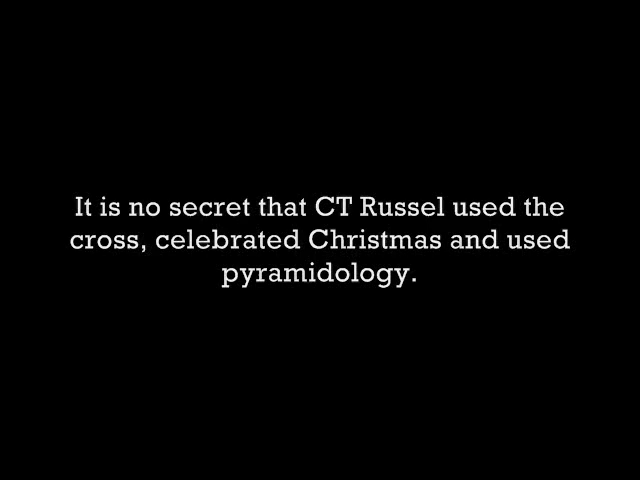 It is no secret that CT Russel used the
cross, celebrated Christmas and used
pyramidology.